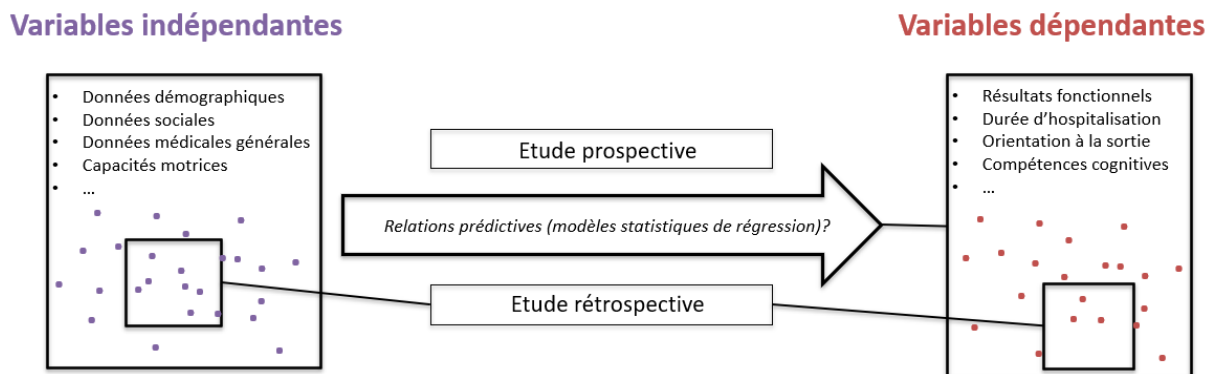 Variables indépendantes
Variables dépendantes
• Données démographiques
• Données sociales
• Données médicales générales
• Capacités motrices
• ...
Etude prospective
Relations prédictives (modèles statistiques de régression)?
Etude rétrospective
• Résultats fonctionnels
• Durée d'hospitalisation
• Orientation à la sortie
• Compétences cognitives
• ...